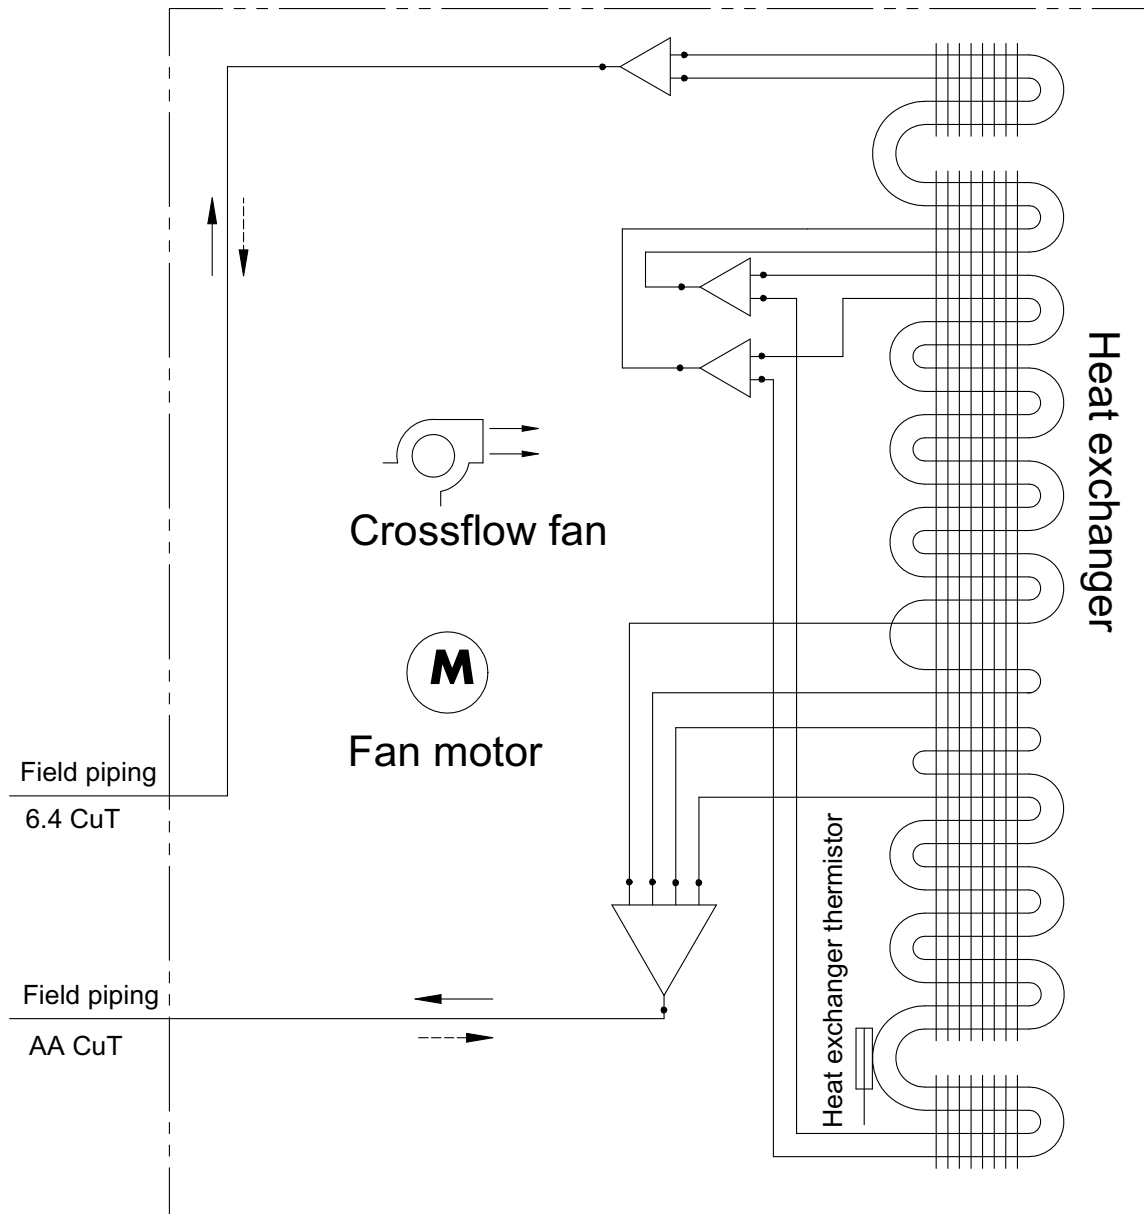 Heat exchanger
Crossflow fan
M
Fan motor
Field piping
6.4 CuT
Heat exchanger thermistor
Field piping
AA CuT